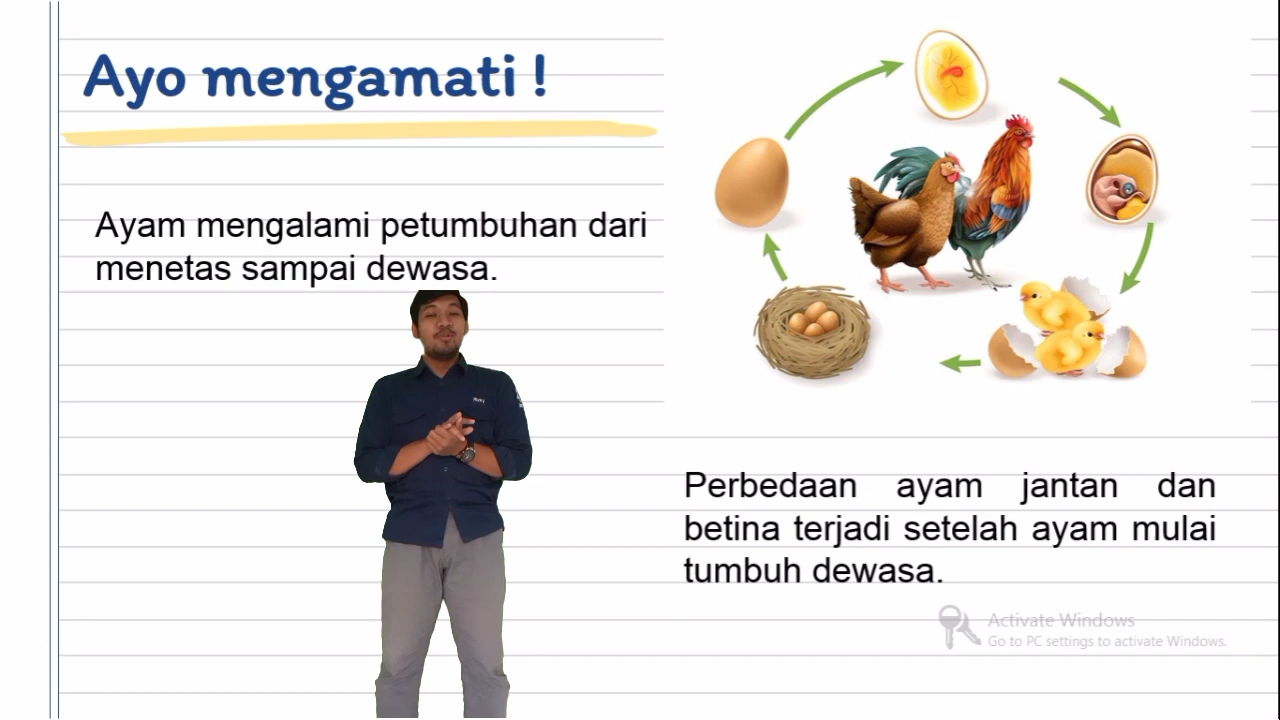 Ayo mengamati !
Ayam mengalami petumbuhan dari
menetas sampai dewasa.
Perbedaan ayam jantan dan
betina terjadi setelah ayam mulai
tumbuh dewasa.
Activate Windows
Go to PC settings to activate Windows.